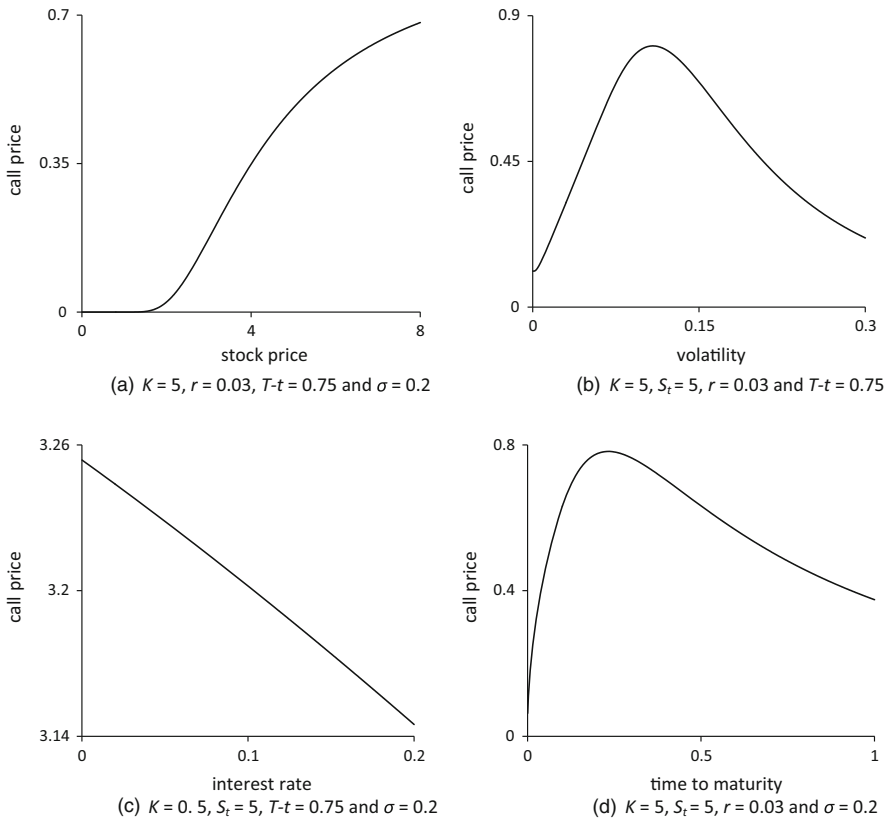 0.7
0.35
0
call price
0
4
8
stock price
(a) K = 5, r = 0.03, T-t = 0.75 and σ = 0.2
0.9
0.45
0
call price
0
0.15
0.3
volatility
(b) K = 5, St = 5, r = 0.03 and T-t = 0.75
3.26
3.2
3.14
call price
0
0.1
0.2
interest rate
(c) K = 0. 5, St = 5, T-t = 0.75 and σ = 0.2
0.8
0.4
0
call price
0
0.5
1
time to maturity
(d) K = 5, St = 5, r = 0.03 and σ = 0.2